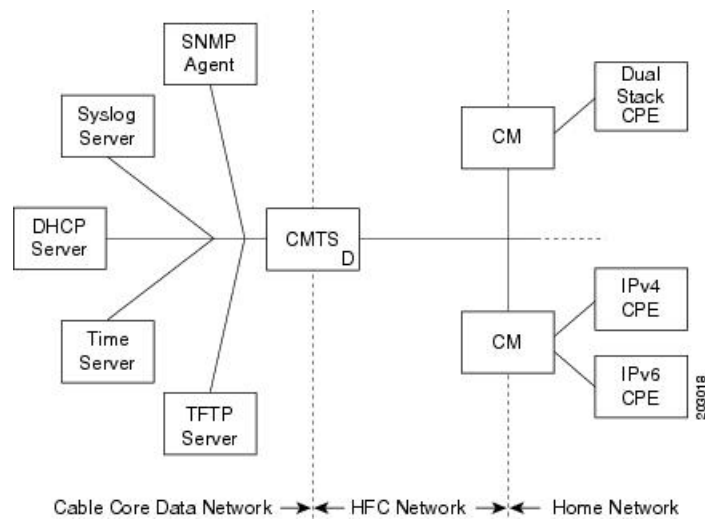 SNMP
Agent
Syslog
Server
DHCP
Server
Time
Server
TFTP
Server
CMTS
D
CM
Dual
Stack
CPE
CM
IPv4
CPE
IPv6
CPE
203018
Cable Core Data Network
HFC Network
Home Network